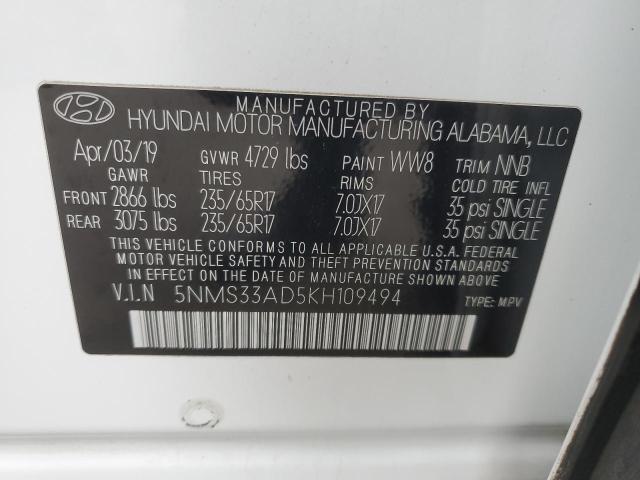 MANUFACTURED BY
HYUNDAI MOTOR MANUFACTURING ALABAMA, LLC
Apr/03/19 GVWR 4729 lbs PAINT WW8 TRIM NNB
GAWR TIRES RIMS COLD TIRE INFL
FRONT 2866 lbs 235/65R17 7.0JX17 35 psi SINGLE
REAR 3075 lbs 235/65R17 7.0JX17 35 psi SINGLE
THIS VEHICLE CONFORMS TO ALL APPLICABLE U.S.A. FEDERAL
MOTOR VEHICLE SAFETY AND THEFT PREVENTION STANDARDS
IN EFFECT ON THE DATE OF MANUFACTURE SHOWN ABOVE
V.I.N 5NMS33AD5KH109494 TYPE: MPV